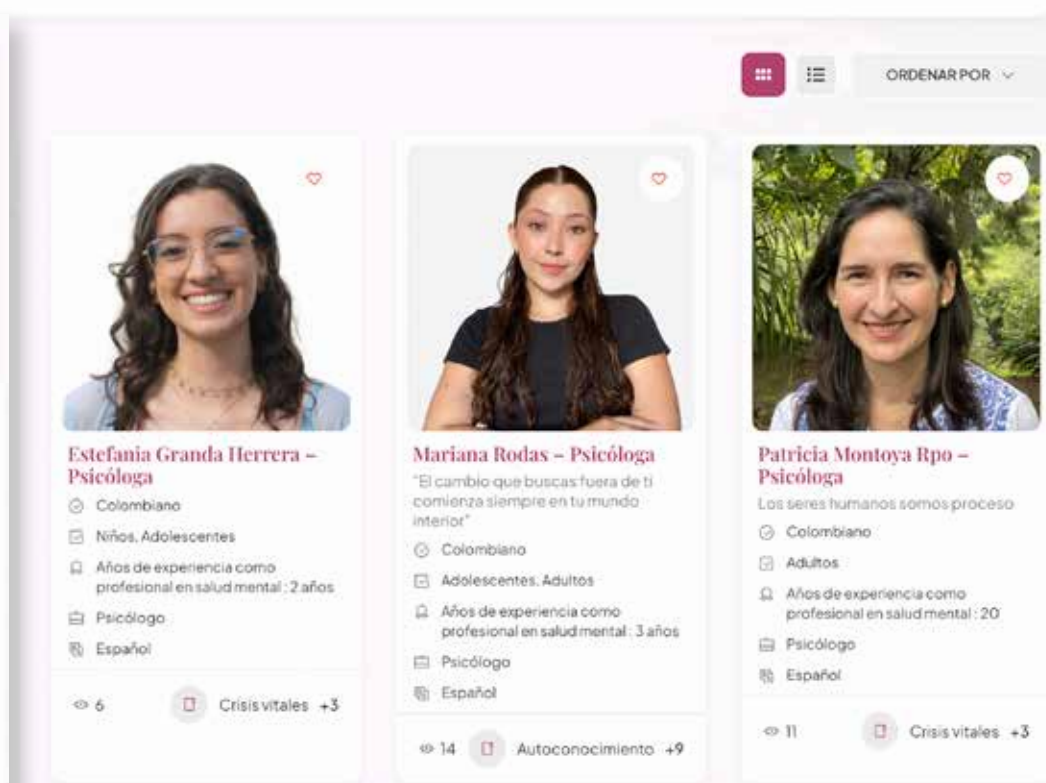 ORDENAR POR
Estefania Granda Herrera –
Psicóloga
Colombiano
Niños, Adolescentes
Años de experiencia como
profesional en salud mental : 2 años
Psicólogo
Español
6
Crisis vitales +3
Mariana Rodas – Psicóloga
"El cambio que buscas fuera de ti
comienza siempre en tu mundo
interior"
Colombiano
Adolescentes, Adultos
Años de experiencia como
profesional en salud mental : 3 años
Psicólogo
Español
14
Autoconocimiento +9
Patricia Montoya Rpo –
Psicóloga
Los seres humanos somos proceso
Colombiano
Adultos
Años de experiencia como
profesional en salud mental : 20
Psicólogo
Español
11
Crisis vitales +3